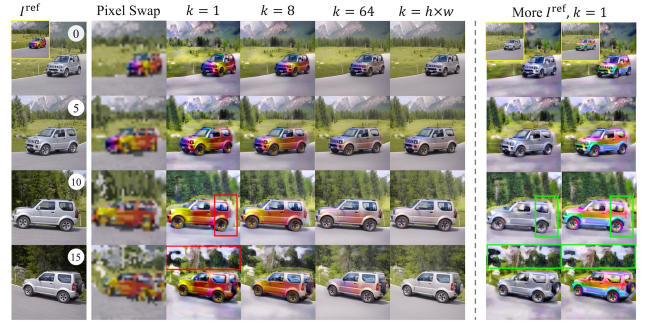 I^ref Pixel Swap k = 1 k = 8 k = 64 k = h×w More I^ref, k = 1
0
5
10
15